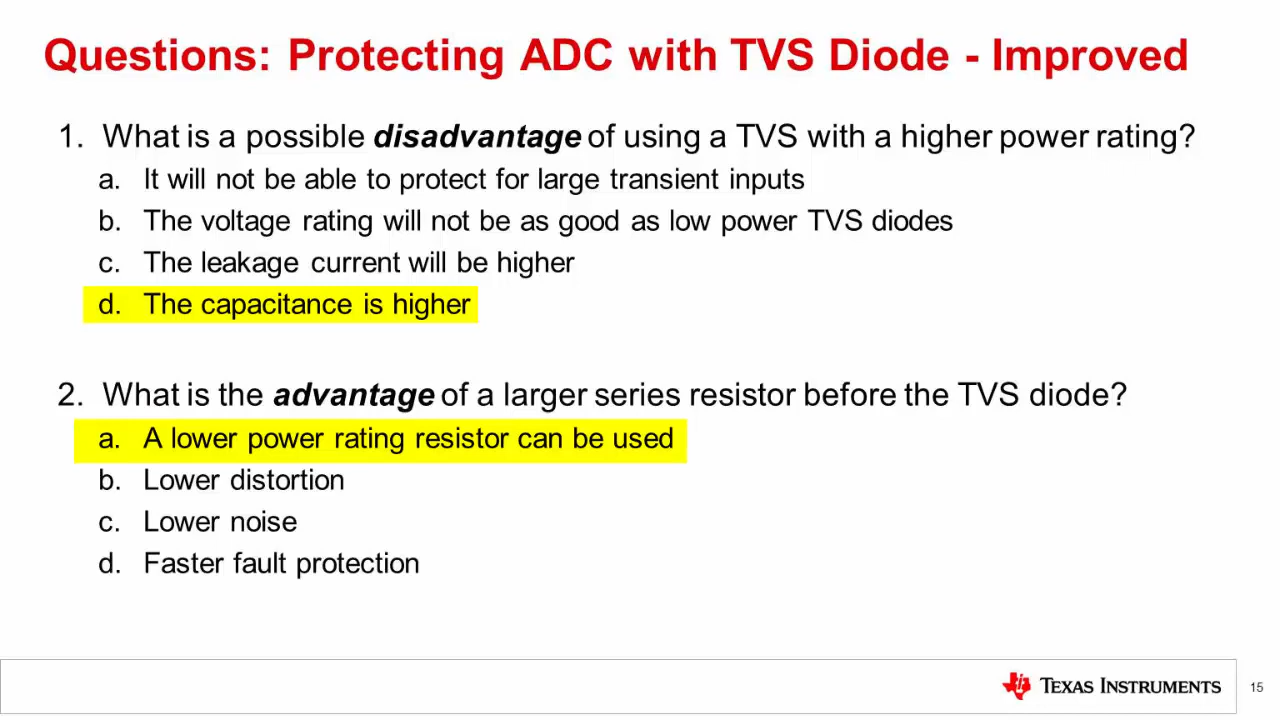 Questions: Protecting ADC with TVS Diode - Improved
1. What is a possible disadvantage of using a TVS with a higher power rating?
a. It will not be able to protect for large transient inputs
b. The voltage rating will not be as good as low power TVS diodes
c. The leakage current will be higher
d. The capacitance is higher
2. What is the advantage of a larger series resistor before the TVS diode?
a. A lower power rating resistor can be used
b. Lower distortion
c. Lower noise
d. Faster fault protection
TEXAS INSTRUMENTS
15